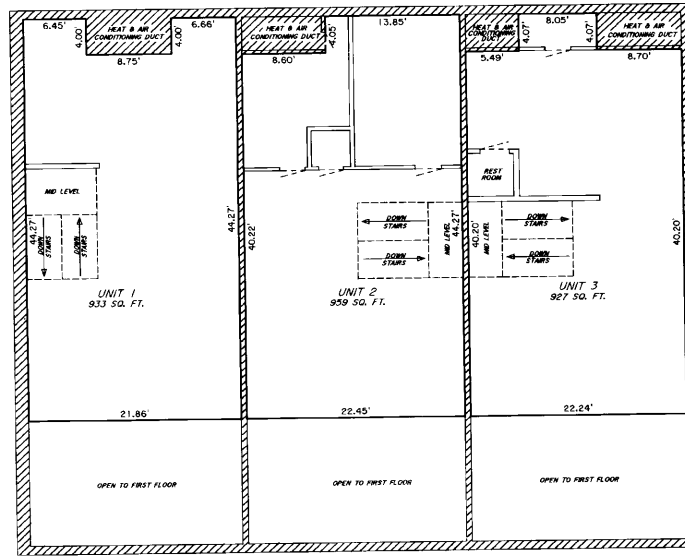 6.45'
4.00'
HEAT & AIR
CONDITIONING DUCT
8.75'
4.00'
6.66'
HEAT & AIR
CONDITIONING DUCT
8.60'
4.05'
13.85'
HEAT & AIR
CONDITIONING
DUCT
5.49'
4.07'
8.05'
4.07'
HEAT & AIR
CONDITIONING DUCT
8.70'
MID LEVEL
44.27'
DOWN
STAIRS
DOWN
STAIRS
UNIT 1
933 SQ. FT.
44.27'
40.22'
DOWN
STAIRS
DOWN
STAIRS
MID LEVEL
44.27'
UNIT 2
959 SQ. FT.
REST
ROOM
40.20'
MID LEVEL
DOWN
STAIRS
DOWN
STAIRS
UNIT 3
927 SQ. FT.
40.20'
21.86'
22.45'
22.24'
OPEN TO FIRST FLOOR
OPEN TO FIRST FLOOR
OPEN TO FIRST FLOOR